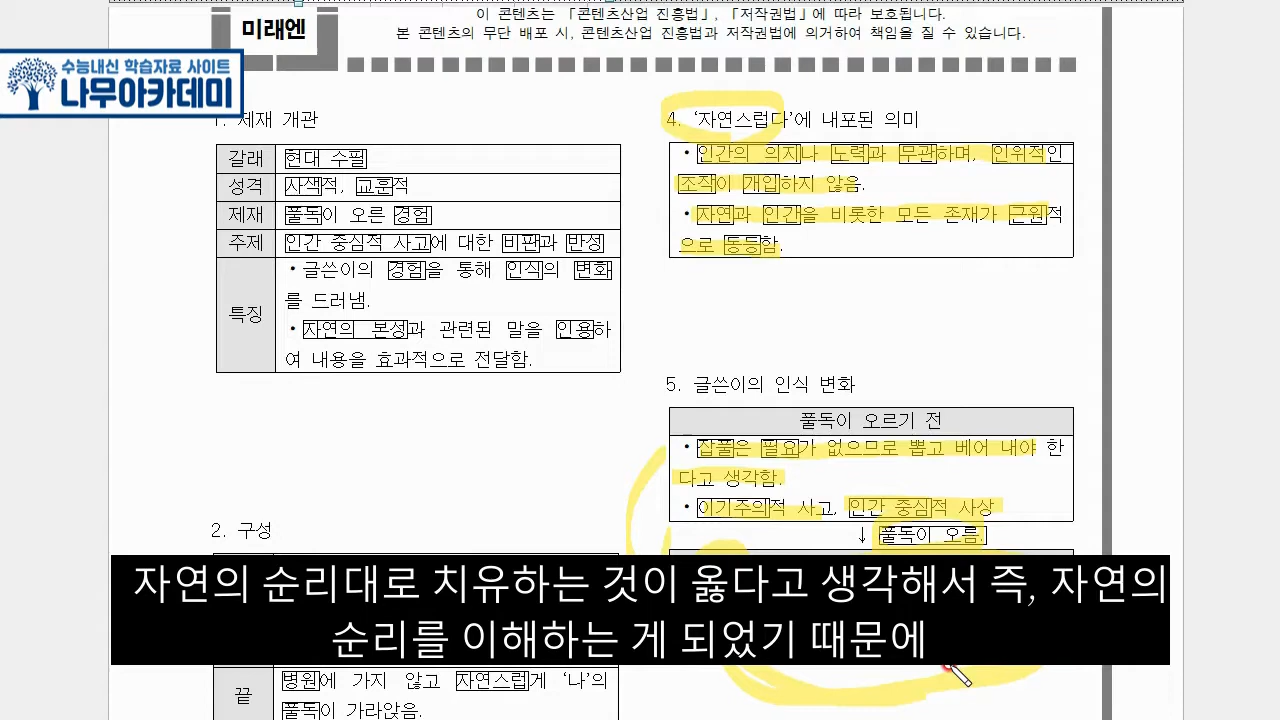 미래엔
이 콘텐츠는 「콘텐츠산업 진흥법」, 「저작권법」에 따라 보호됩니다.
본 콘텐츠의 무단 배포 시, 콘텐츠산업 진흥법과 저작권법에 의거하여 책임을 질 수 있습니다.
수능내신 학습자료 사이트
나무아카데미
1. 제재 개관
갈래 현대 수필
성격 사색적, 교훈적
제재 풀독이 오른 경험
주제 인간 중심적 사고에 대한 비판과 반성
특징
・글쓴이의 경험을 통해 인식의 변화
를 드러냄.
・자연의 본성과 관련된 말을 인용하
여 내용을 효과적으로 전달함.
2. 구성
끝
병원에 가지 않고 자연스럽게 ‘나’의
풀독이 가라앉음.
4. ‘자연스럽다’에 내포된 의미
・인간의 의지나 노력과 무관하며, 인위적인
조작이 개입하지 않음.
・자연과 인간을 비롯한 모든 존재가 근원적
으로 동등함.
5. 글쓴이의 인식 변화
풀독이 오르기 전
・잡풀은 필요가 없으므로 뽑고 베어 내야 한
다고 생각함.
・이기주의적 사고, 인간 중심적 사상
↓ 풀독이 오름.
자연의 순리대로 치유하는 것이 옳다고 생각해서 즉, 자연의
순리를 이해하는 게 되었기 때문에